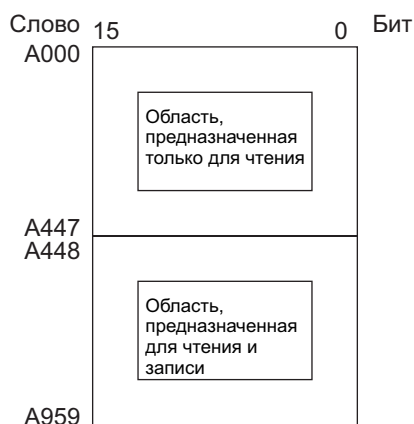 Слово 15 0 Бит
A000
Область,
предназначенная
только для чтения
A447
A448
Область,
предназначенная
для чтения и
записи
A959